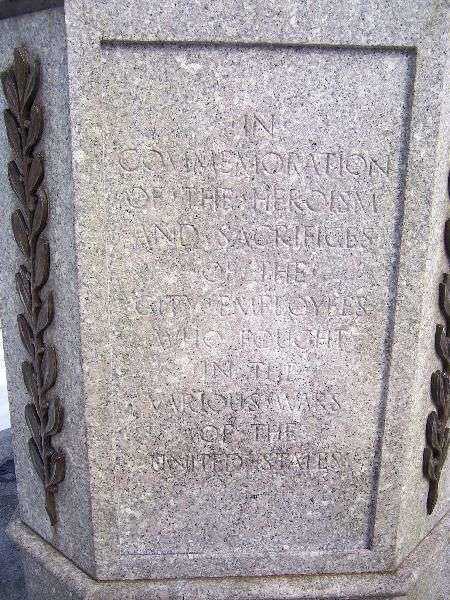 IN
COMMEMORATION
OF · THE · HEROISM
AND · SACRIFICES
OF · THE
CITY · EMPLOYEES
WHO · FOUGHT
IN · THE
VARIOUS · WARS
OF · THE
UNITED · STATES